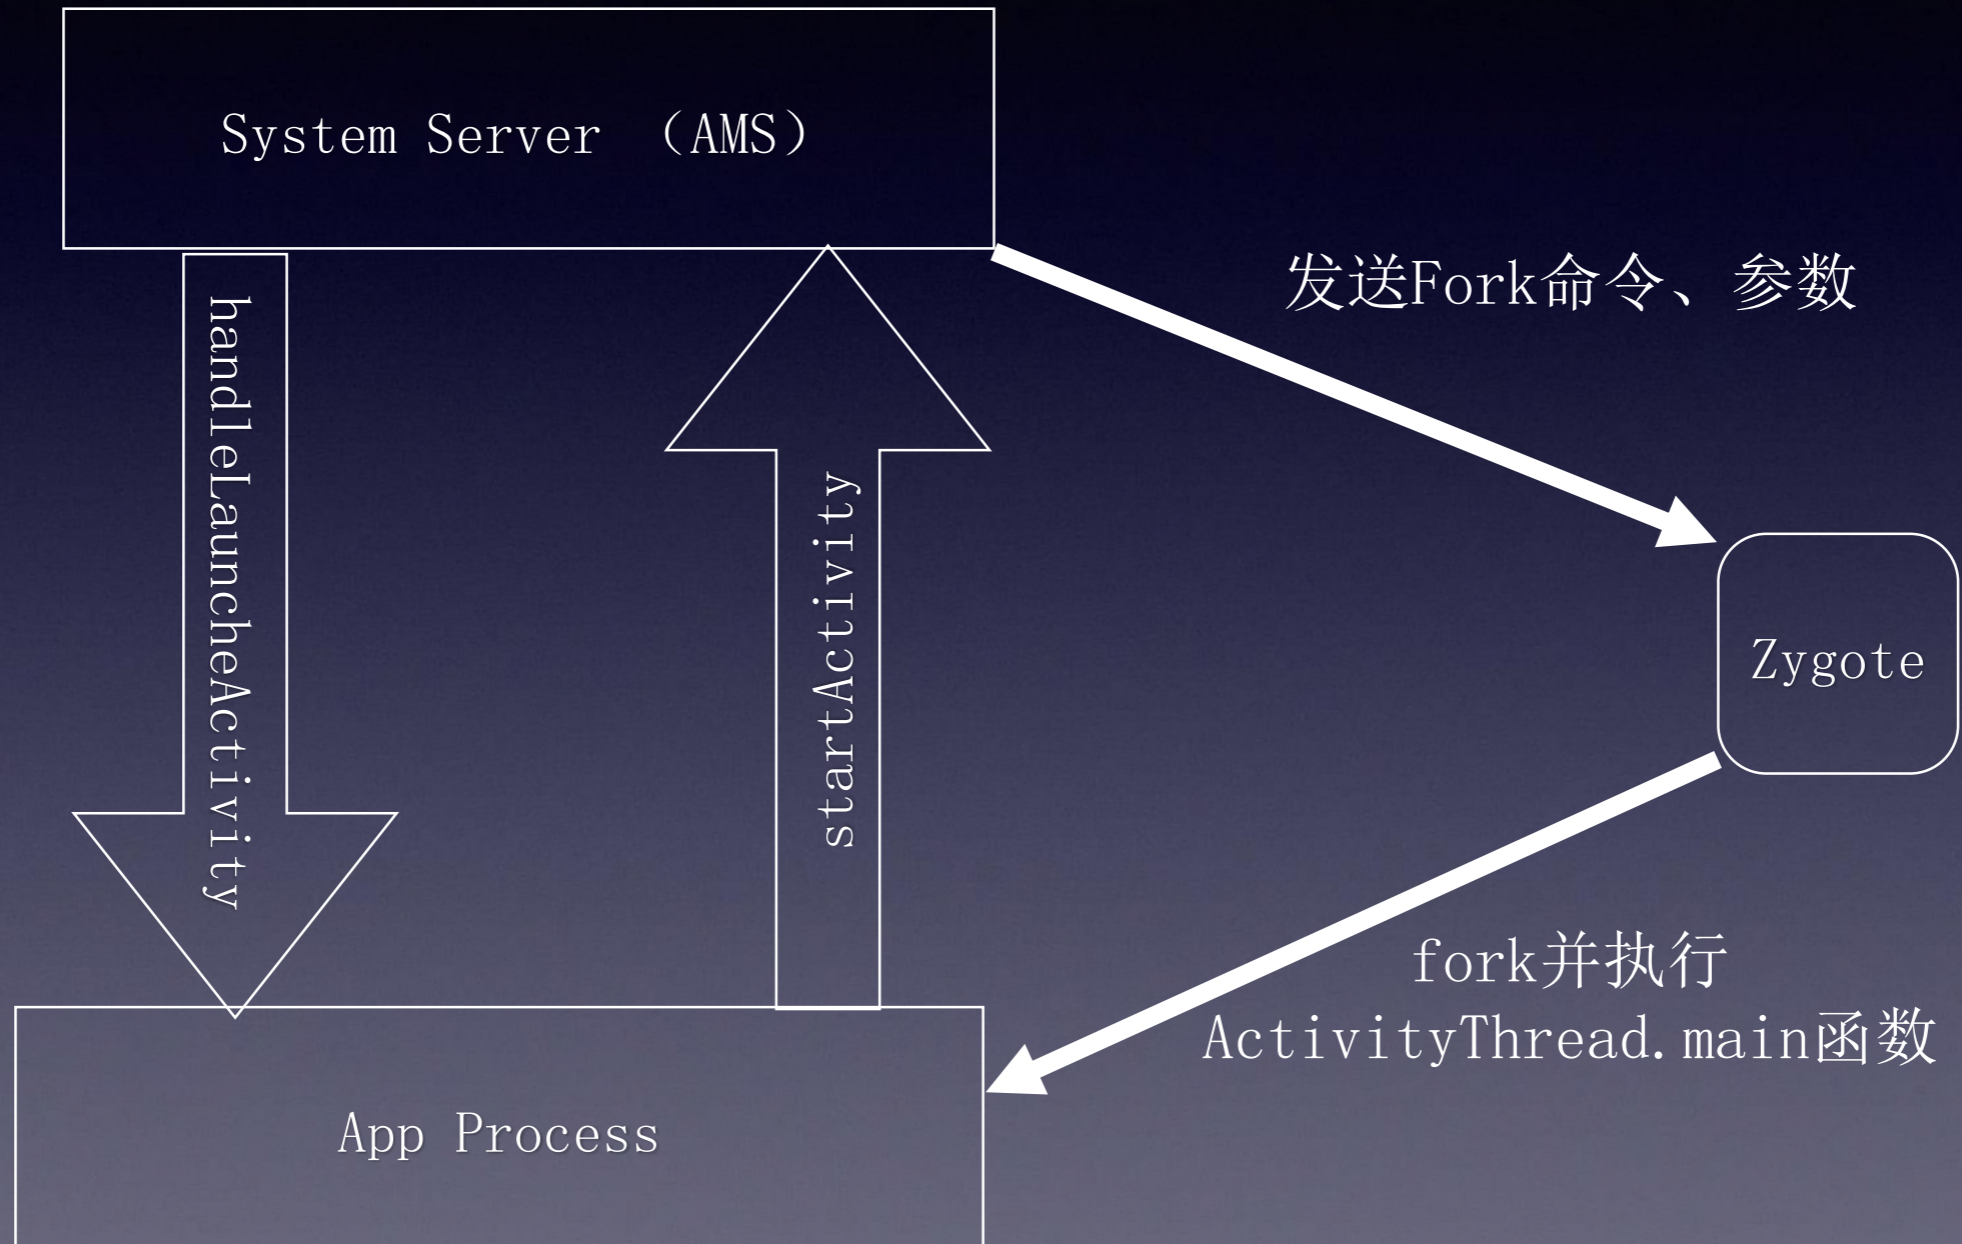 System Server （AMS）
发送Fork命令、参数
handleLauncheActivity
startActivity
Zygote
fork并执行
ActivityThread.main函数
App Process